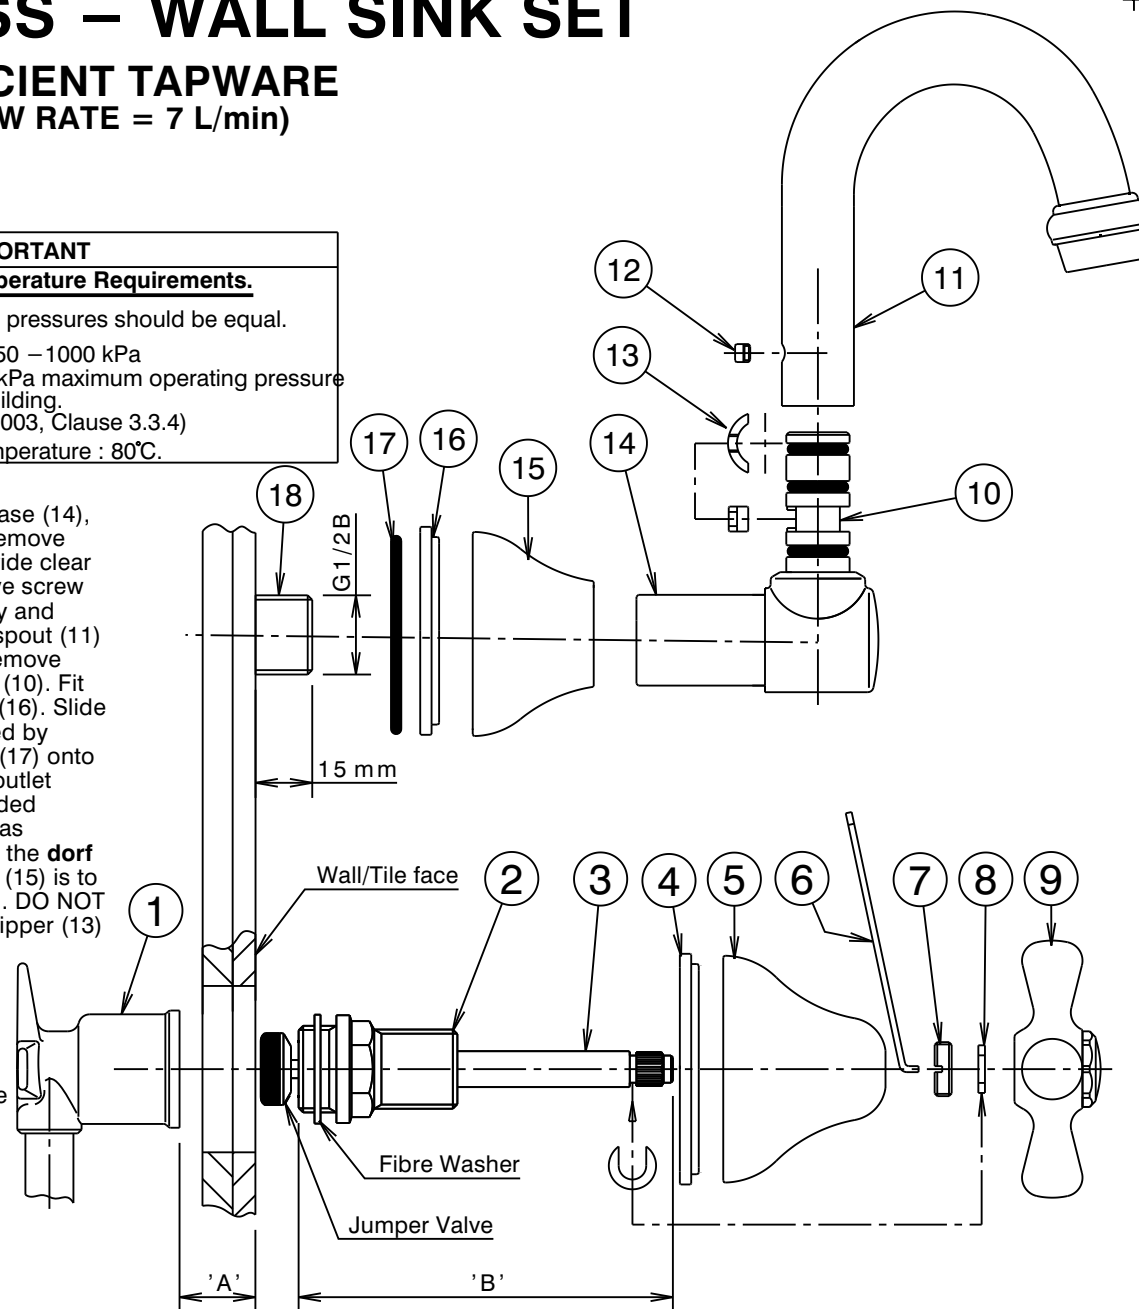 SS – WALL SINK SET
CIENT TAPWARE
W RATE = 7 L/min)
PORTANT
perature Requirements.
pressures should be equal.
50 –1000 kPa
kPa maximum operating pressure
ilding.
003, Clause 3.3.4)
perature : 80°C.
ase (14),
emove
ide clear
ve screw
y and
spout (11)
emove
(10). Fit
(16). Slide
ed by
(17) onto
outlet
ded
as
the dorf
(15) is to
. DO NOT
ipper (13)
e
12
11
13
17
16
15
14
10
18
G1/2B
15 mm
Wall/Tile face
1
2
3
4
5
6
7
8
9
Fibre Washer
Jumper Valve
'A'
'B'